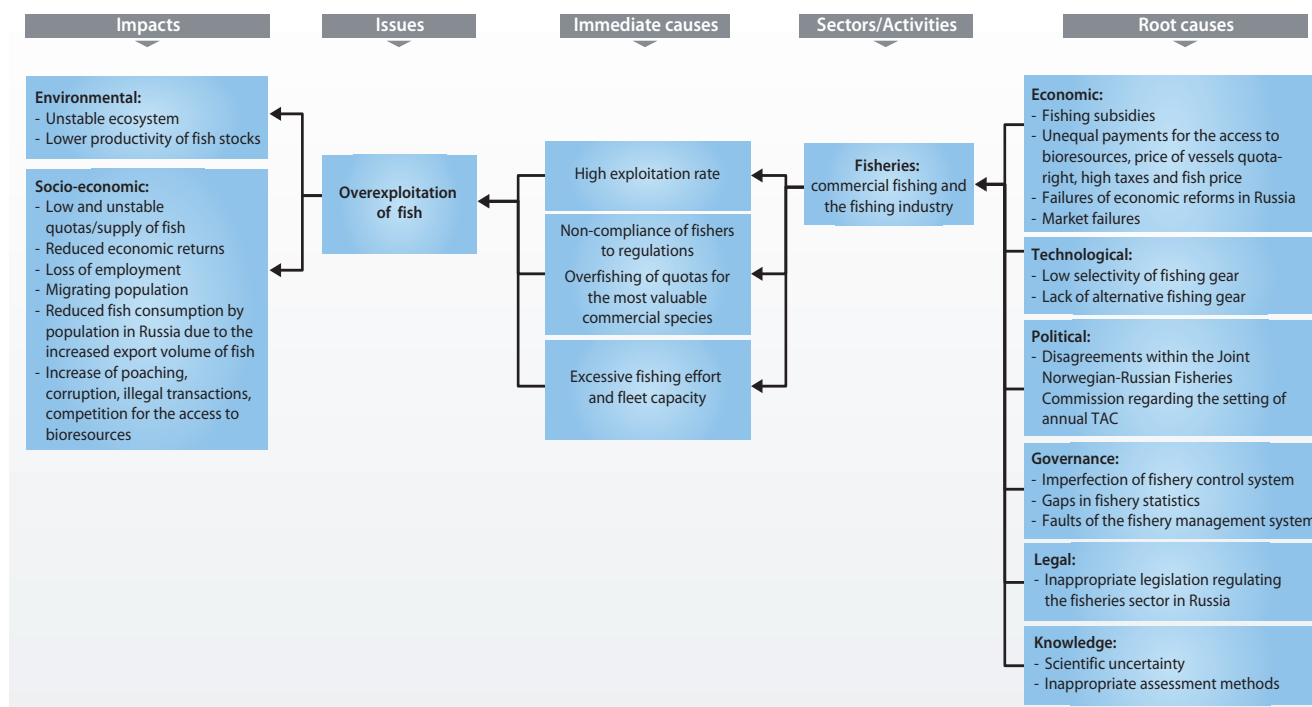 Impacts
Issues
Immediate causes
Sectors/Activities
Root causes
Environmental:
- Unstable ecosystem
- Lower productivity of fish stocks
Socio-economic:
- Low and unstable
quotas/supply of fish
- Reduced economic returns
- Loss of employment
- Migrating population
- Reduced fish consumption by
population in Russia due to the
increased export volume of fish
- Increase of poaching,
corruption, illegal transactions,
competition for the access to
bioresources
Overexploitation
of fish
High exploitation rate
Non-compliance of fishers
to regulations
Overfishing of quotas for
the most valuable
commercial species
Excessive fishing effort
and fleet capacity
Fisheries:
commercial fishing and
the fishing industry
Economic:
- Fishing subsidies
- Unequal payments for the access to
bioresources, price of vessels quota-
right, high taxes and fish price
- Failures of economic reforms in Russia
- Market failures
Technological:
- Low selectivity of fishing gear
- Lack of alternative fishing gear
Political:
- Disagreements within the Joint
Norwegian-Russian Fisheries
Commission regarding the setting of
annual TAC
Governance:
- Imperfection of fishery control system
- Gaps in fishery statistics
- Faults of the fishery management system
Legal:
- Inappropriate legislation regulating
the fisheries sector in Russia
Knowledge:
- Scientific uncertainty
- Inappropriate assessment methods